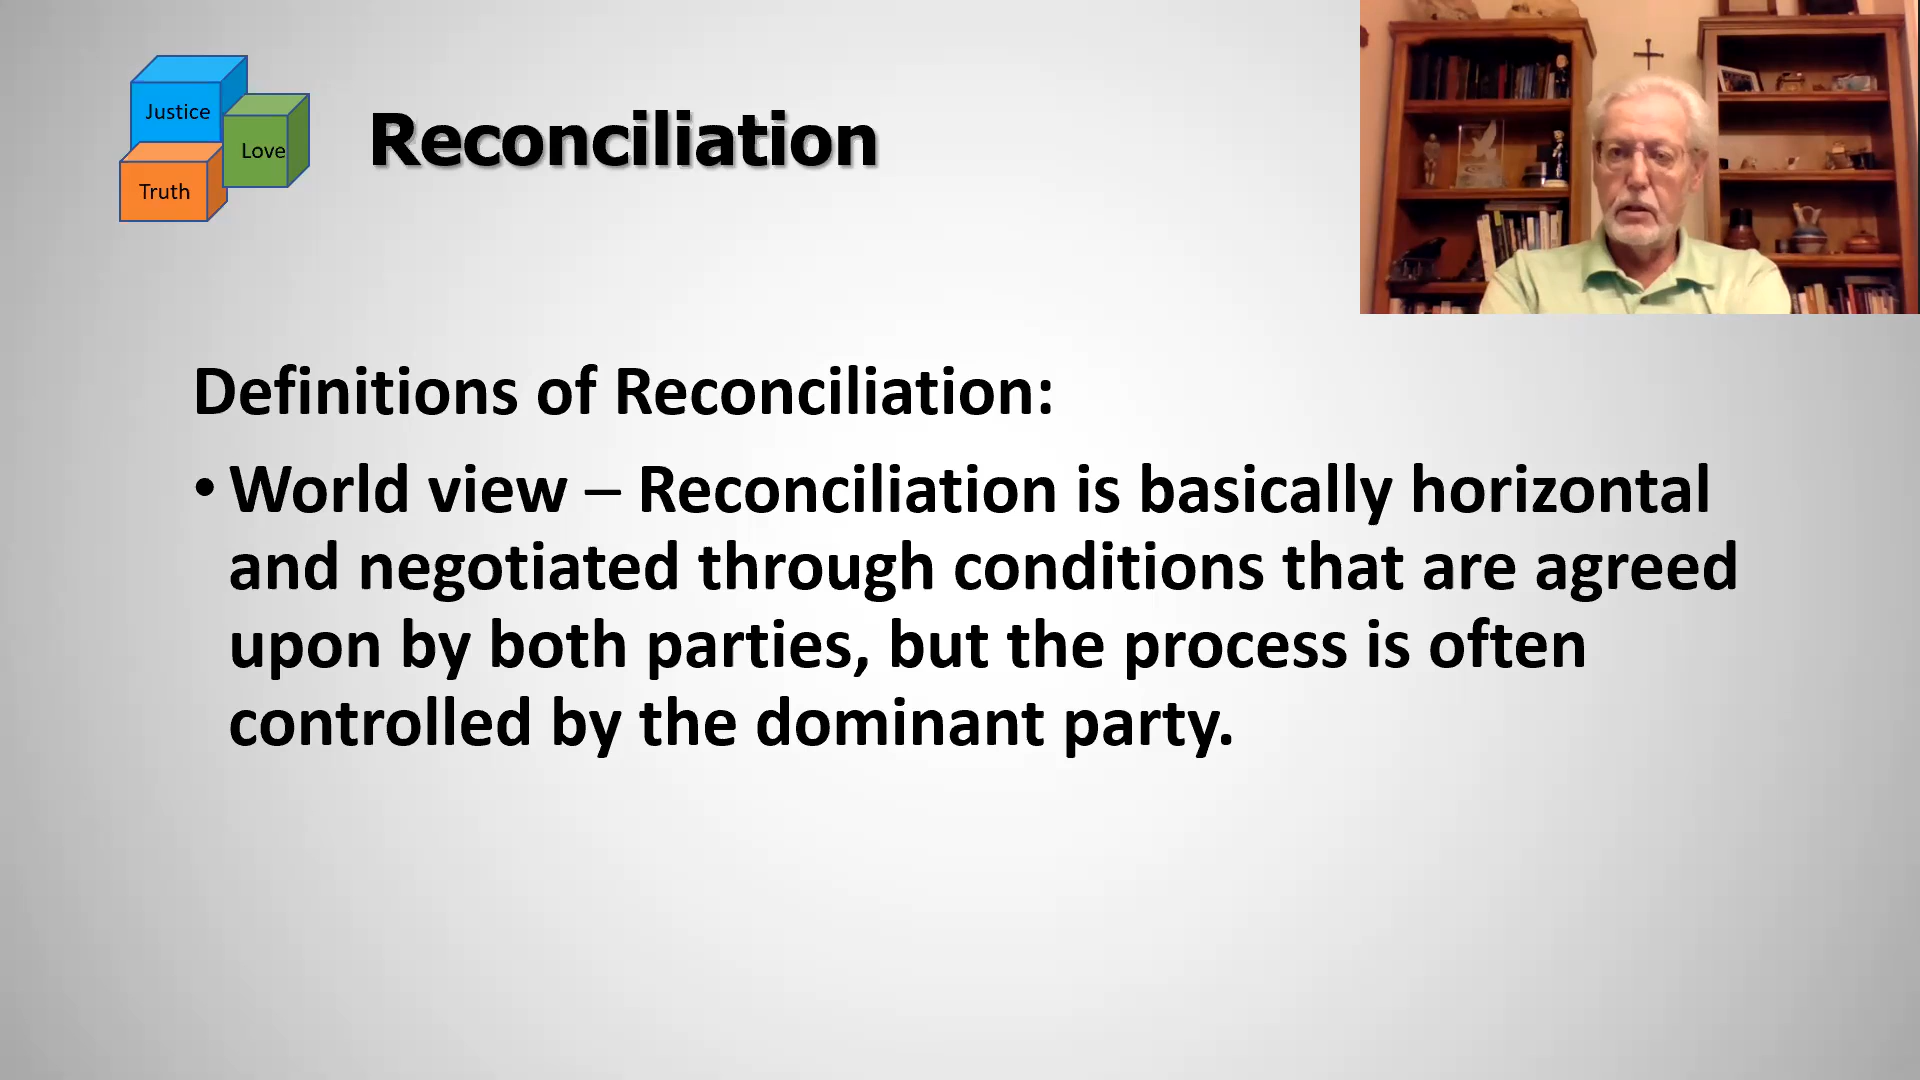 Justice
Love
Truth
Reconciliation
Definitions of Reconciliation:
• World view – Reconciliation is basically horizontal
and negotiated through conditions that are agreed
upon by both parties, but the process is often
controlled by the dominant party.